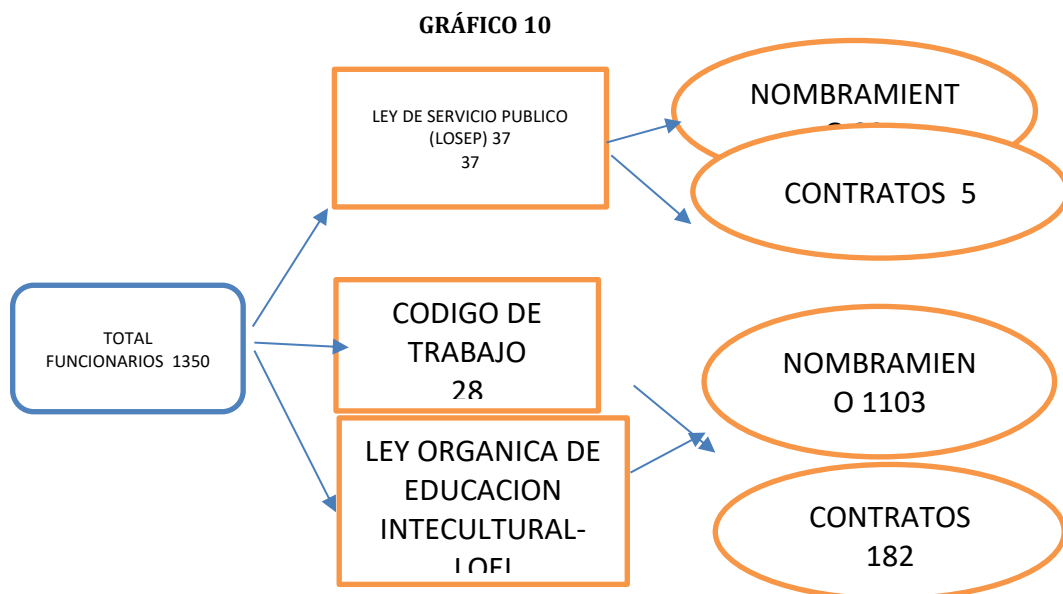 GRÁFICO 10
LEY DE SERVICIO PUBLICO
(LOSEP) 37
37
NOMBRAMIENT
CONTRATOS 5
TOTAL
FUNCIONARIOS 1350
CODIGO DE
TRABAJO
28
LEY ORGANICA DE
EDUCACION
INTECULTURAL-
LOEI
NOMBRAMIEN
O 1103
CONTRATOS
182